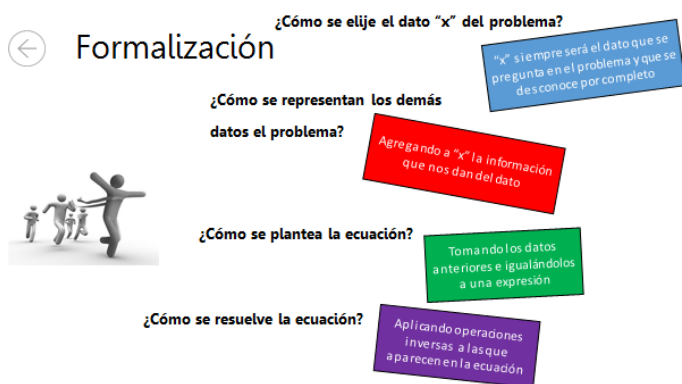 ¿Cómo se elije el dato “x” del problema?
Formalización
“x” siempre será el dato que se
pregunta en el problema y que se
desconoce por completo
¿Cómo se representan los demás
datos el problema?
Agregando a “x” la información
que nos dan del dato
¿Cómo se plantea la ecuación?
Tomando los datos
anteriores e igualándolos
a una expresión
¿Cómo se resuelve la ecuación?
Aplicando operaciones
inversas a las que
aparecen en la ecuación